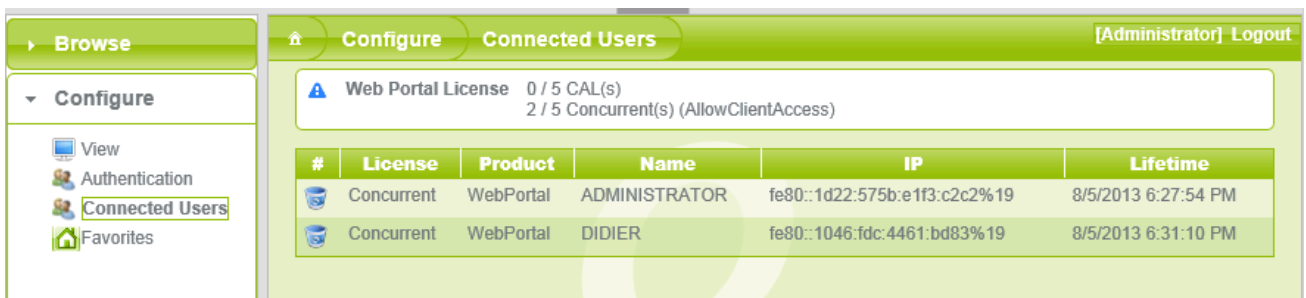 Browse
Configure
View
Authentication
Connected Users
Favorites
Configure Connected Users
[Administrator] Logout
Web Portal License 0 / 5 CAL(s)
2 / 5 Concurrent(s) (AllowClientAccess)
# License Product Name IP Lifetime
Concurrent WebPortal ADMINISTRATOR fe80::1d22:575b:e1f3:c2c2%19 8/5/2013 6:27:54 PM
Concurrent WebPortal DIDIER fe80::1046:fdc:4461:bd83%19 8/5/2013 6:31:10 PM